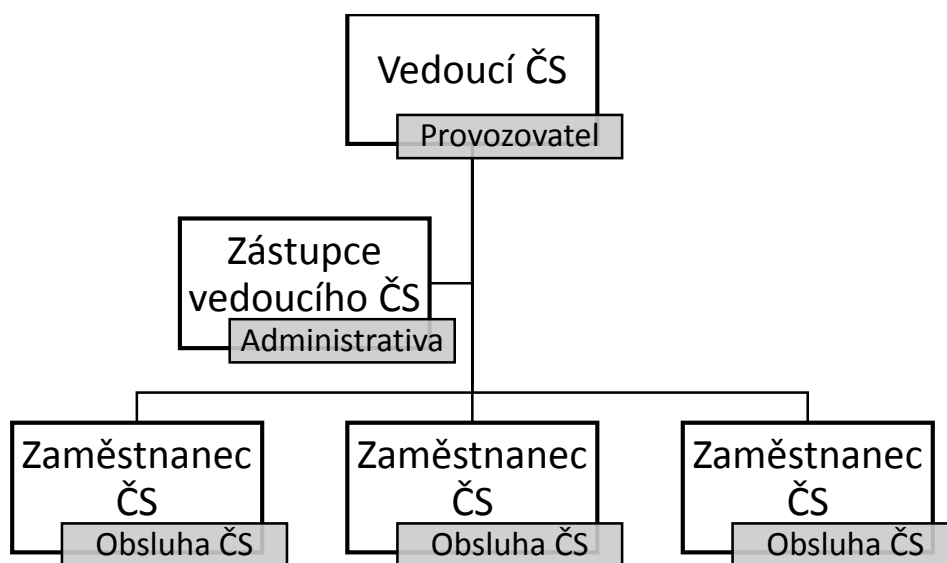 Vedoucí ČS
Provozovatel
Zástupce
vedoucího ČS
Administrativa
Zaměstnanec
ČS
Obsluha ČS
Zaměstnanec
ČS
Obsluha ČS
Zaměstnanec
ČS
Obsluha ČS